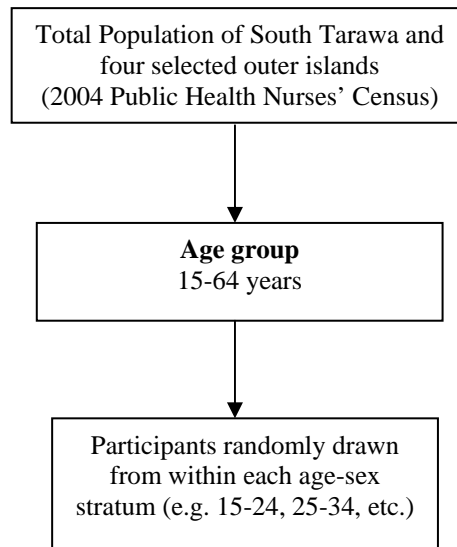 Total Population of South Tarawa and
four selected outer islands
(2004 Public Health Nurses’ Census)
Age group
15-64 years
Participants randomly drawn
from within each age-sex
stratum (e.g. 15-24, 25-34, etc.)